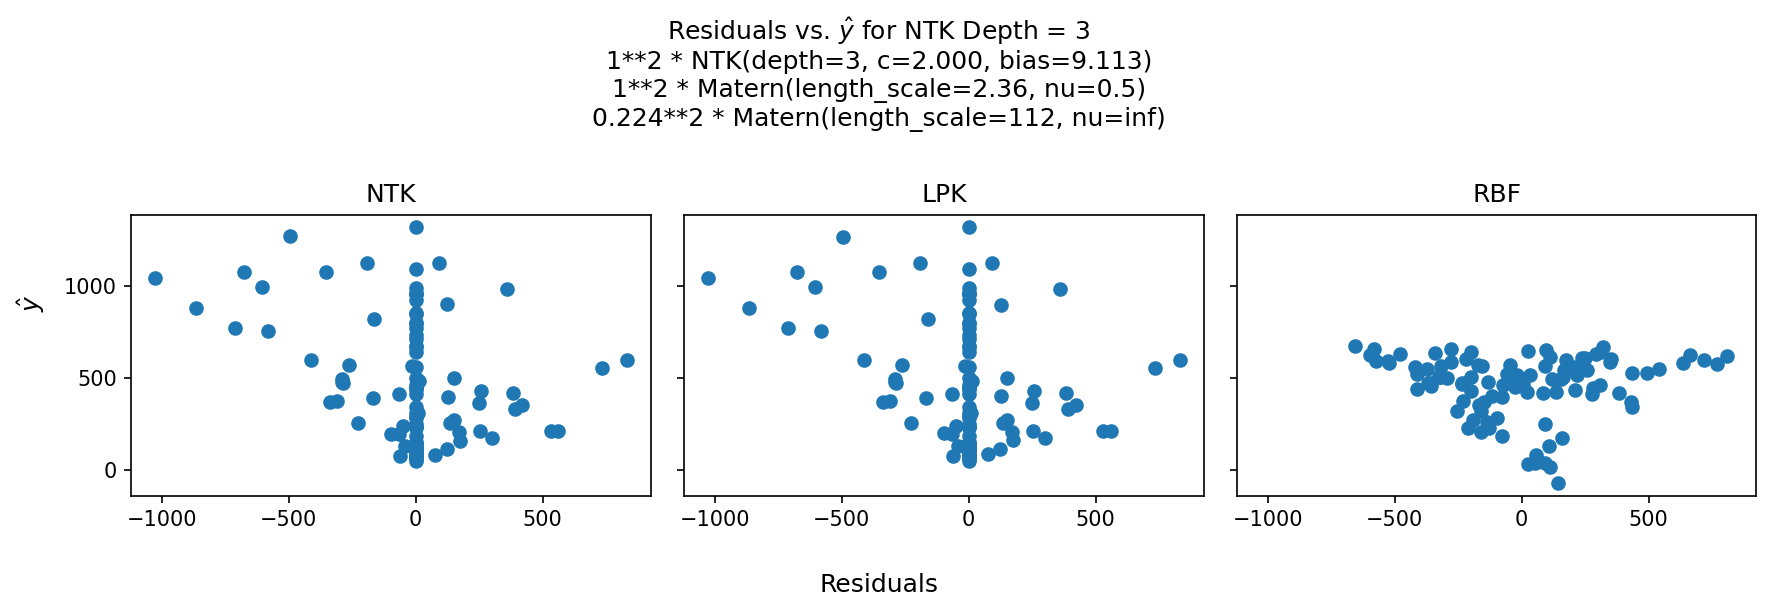 Residuals vs. ŷ for NTK Depth = 3
1**2 * NTK(depth=3, c=2.000, bias=9.113)
1**2 * Matern(length_scale=2.36, nu=0.5)
0.224**2 * Matern(length_scale=112, nu=inf)
NTK LPK RBF
ŷ
1000
500
0
−1000 −500 0 500 −1000 −500 0 500 −1000 −500 0 500
Residuals